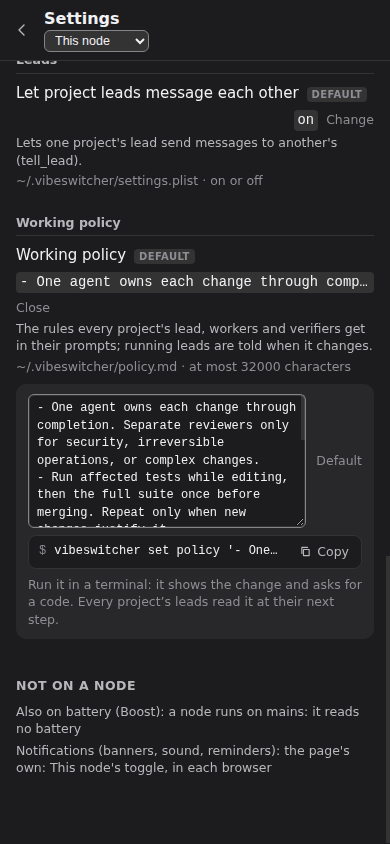 Settings
This node
Leads
Let project leads message each other DEFAULT
on Change
Lets one project's lead send messages to another's
(tell_lead).
~/.vibeswitcher/settings.plist · on or off
Working policy
Working policy DEFAULT
- One agent owns each change through comp…
Close
The rules every project's lead, workers and verifiers get
in their prompts; running leads are told when it changes.
~/.vibeswitcher/policy.md · at most 32000 characters
- One agent owns each change through
completion. Separate reviewers only
for security, irreversible
operations, or complex changes.
Default
- Run affected tests while editing,
then the full suite once before
merging. Repeat only when new
changes justify it
$ vibeswitcher set policy '- One… Copy
Run it in a terminal: it shows the change and asks for
a code. Every project's leads read it at their next
step.
NOT ON A NODE
Also on battery (Boost): a node runs on mains: it reads
no battery
Notifications (banners, sound, reminders): the page's
own: This node's toggle, in each browser